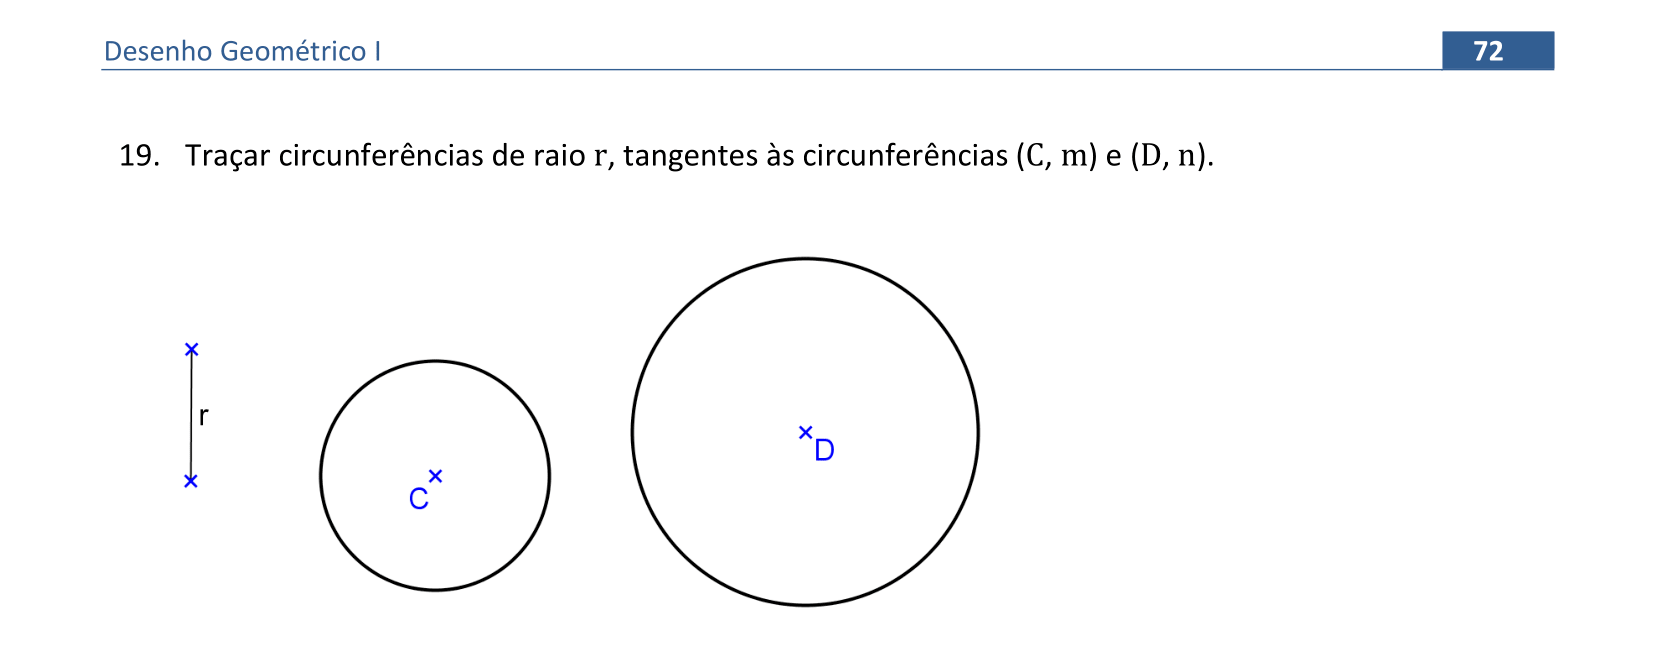 Desenho Geométrico I
72
19. Traçar circunferências de raio r, tangentes às circunferências (C, m) e (D, n).
r
D
C